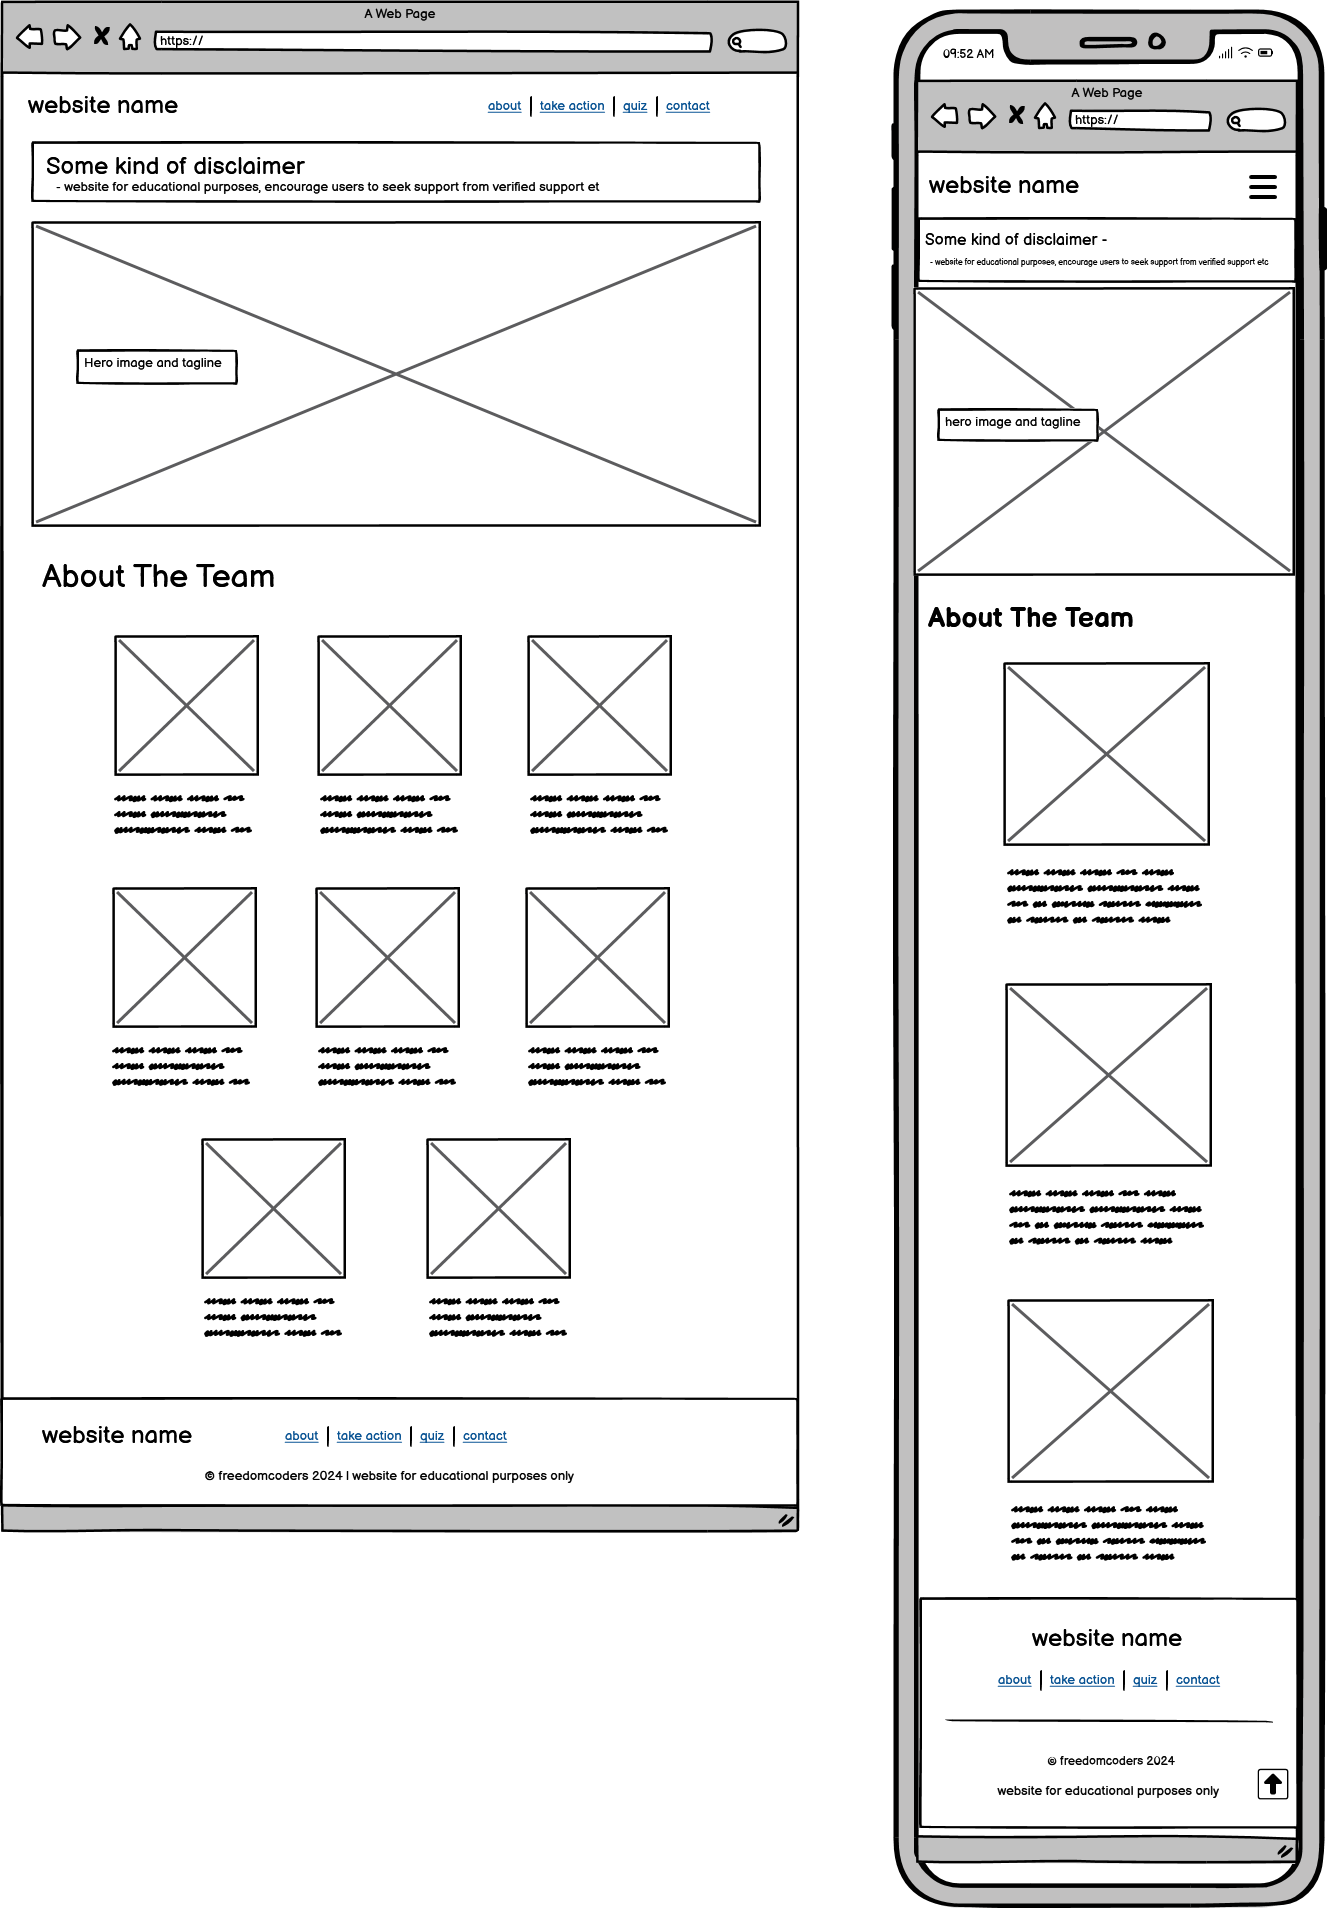 A Web Page
https://
website name
about | take action | quiz | contact
Some kind of disclaimer
- website for educational purposes, encourage users to seek support from verified support et
Hero image and tagline
About The Team
website name
about | take action | quiz | contact
© freedomcoders 2024 | website for educational purposes only
09:52 AM
A Web Page
https://
website name
Some kind of disclaimer -
- website for educational purposes, encourage users to seek support from verified support etc
hero image and tagline
About The Team
website name
about | take action | quiz | contact
© freedomcoders 2024
website for educational purposes only